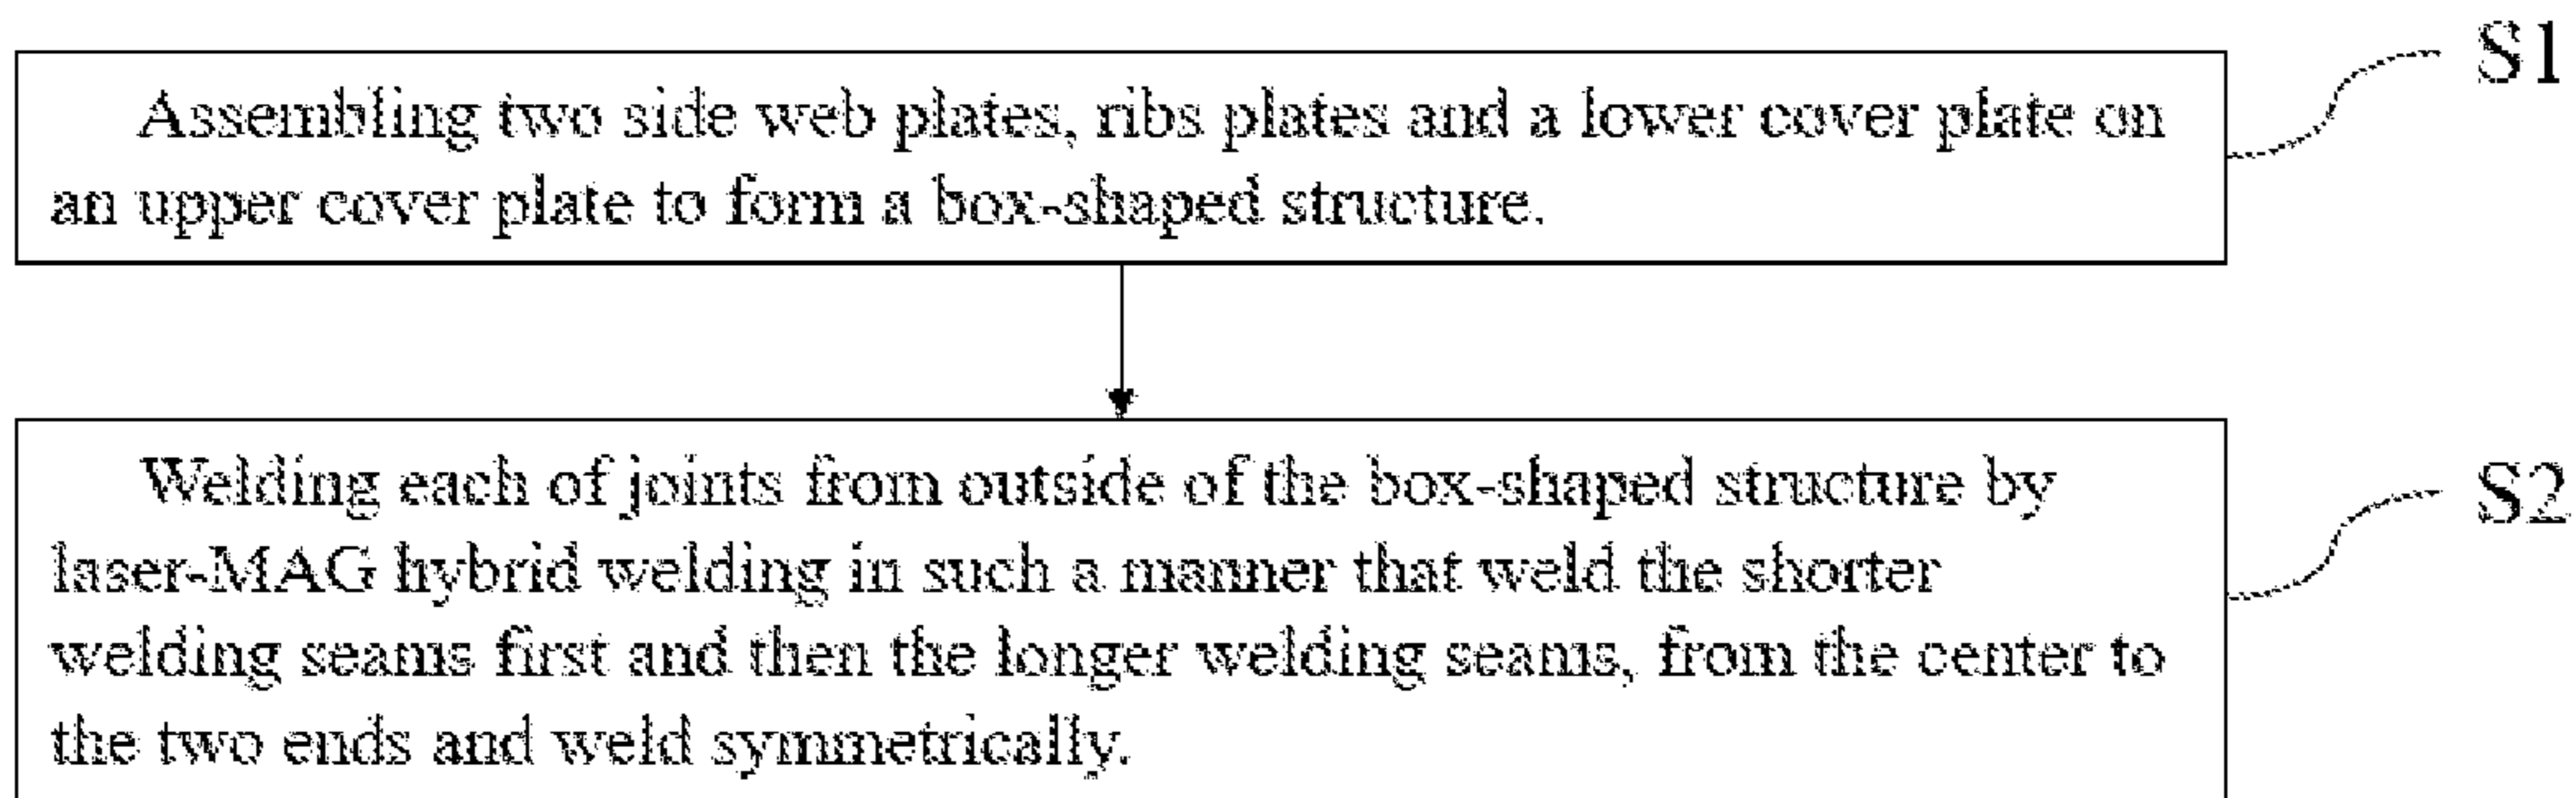 S1
Assembling two side web plates, ribs plates and a lower cover plate on
an upper cover plate to form a box-shaped structure.
Welding each of joints from outside of the box-shaped structure by
S2
laser-MAG hybrid welding in such a manner that weld the shorter
welding seams first and then the longer welding seams, from the center to
the two ends and weld symmetrically.